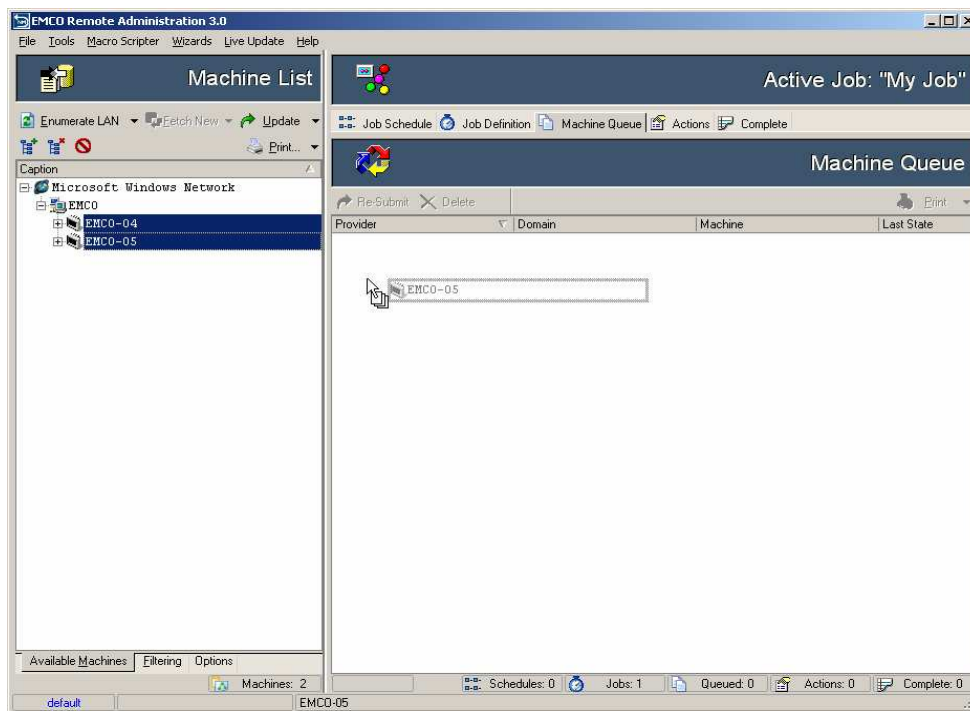 EMCO Remote Administration 3.0
File Tools Macro Scripter Wizards Live Update Help
Machine List
Enumerate LAN Fetch New Update
Print...
Caption
Microsoft Windows Network
EMCO
EMCO-04
EMCO-05
Available Machines Filtering Options
Machines: 2
Active Job: "My Job"
Job Schedule Job Definition Machine Queue Actions Complete
Machine Queue
Re-Submit Delete Print
Provider Domain Machine Last State
EMCO-05
Schedules: 0 Jobs: 1 Queued: 0 Actions: 0 Complete: 0
default EMCO-05